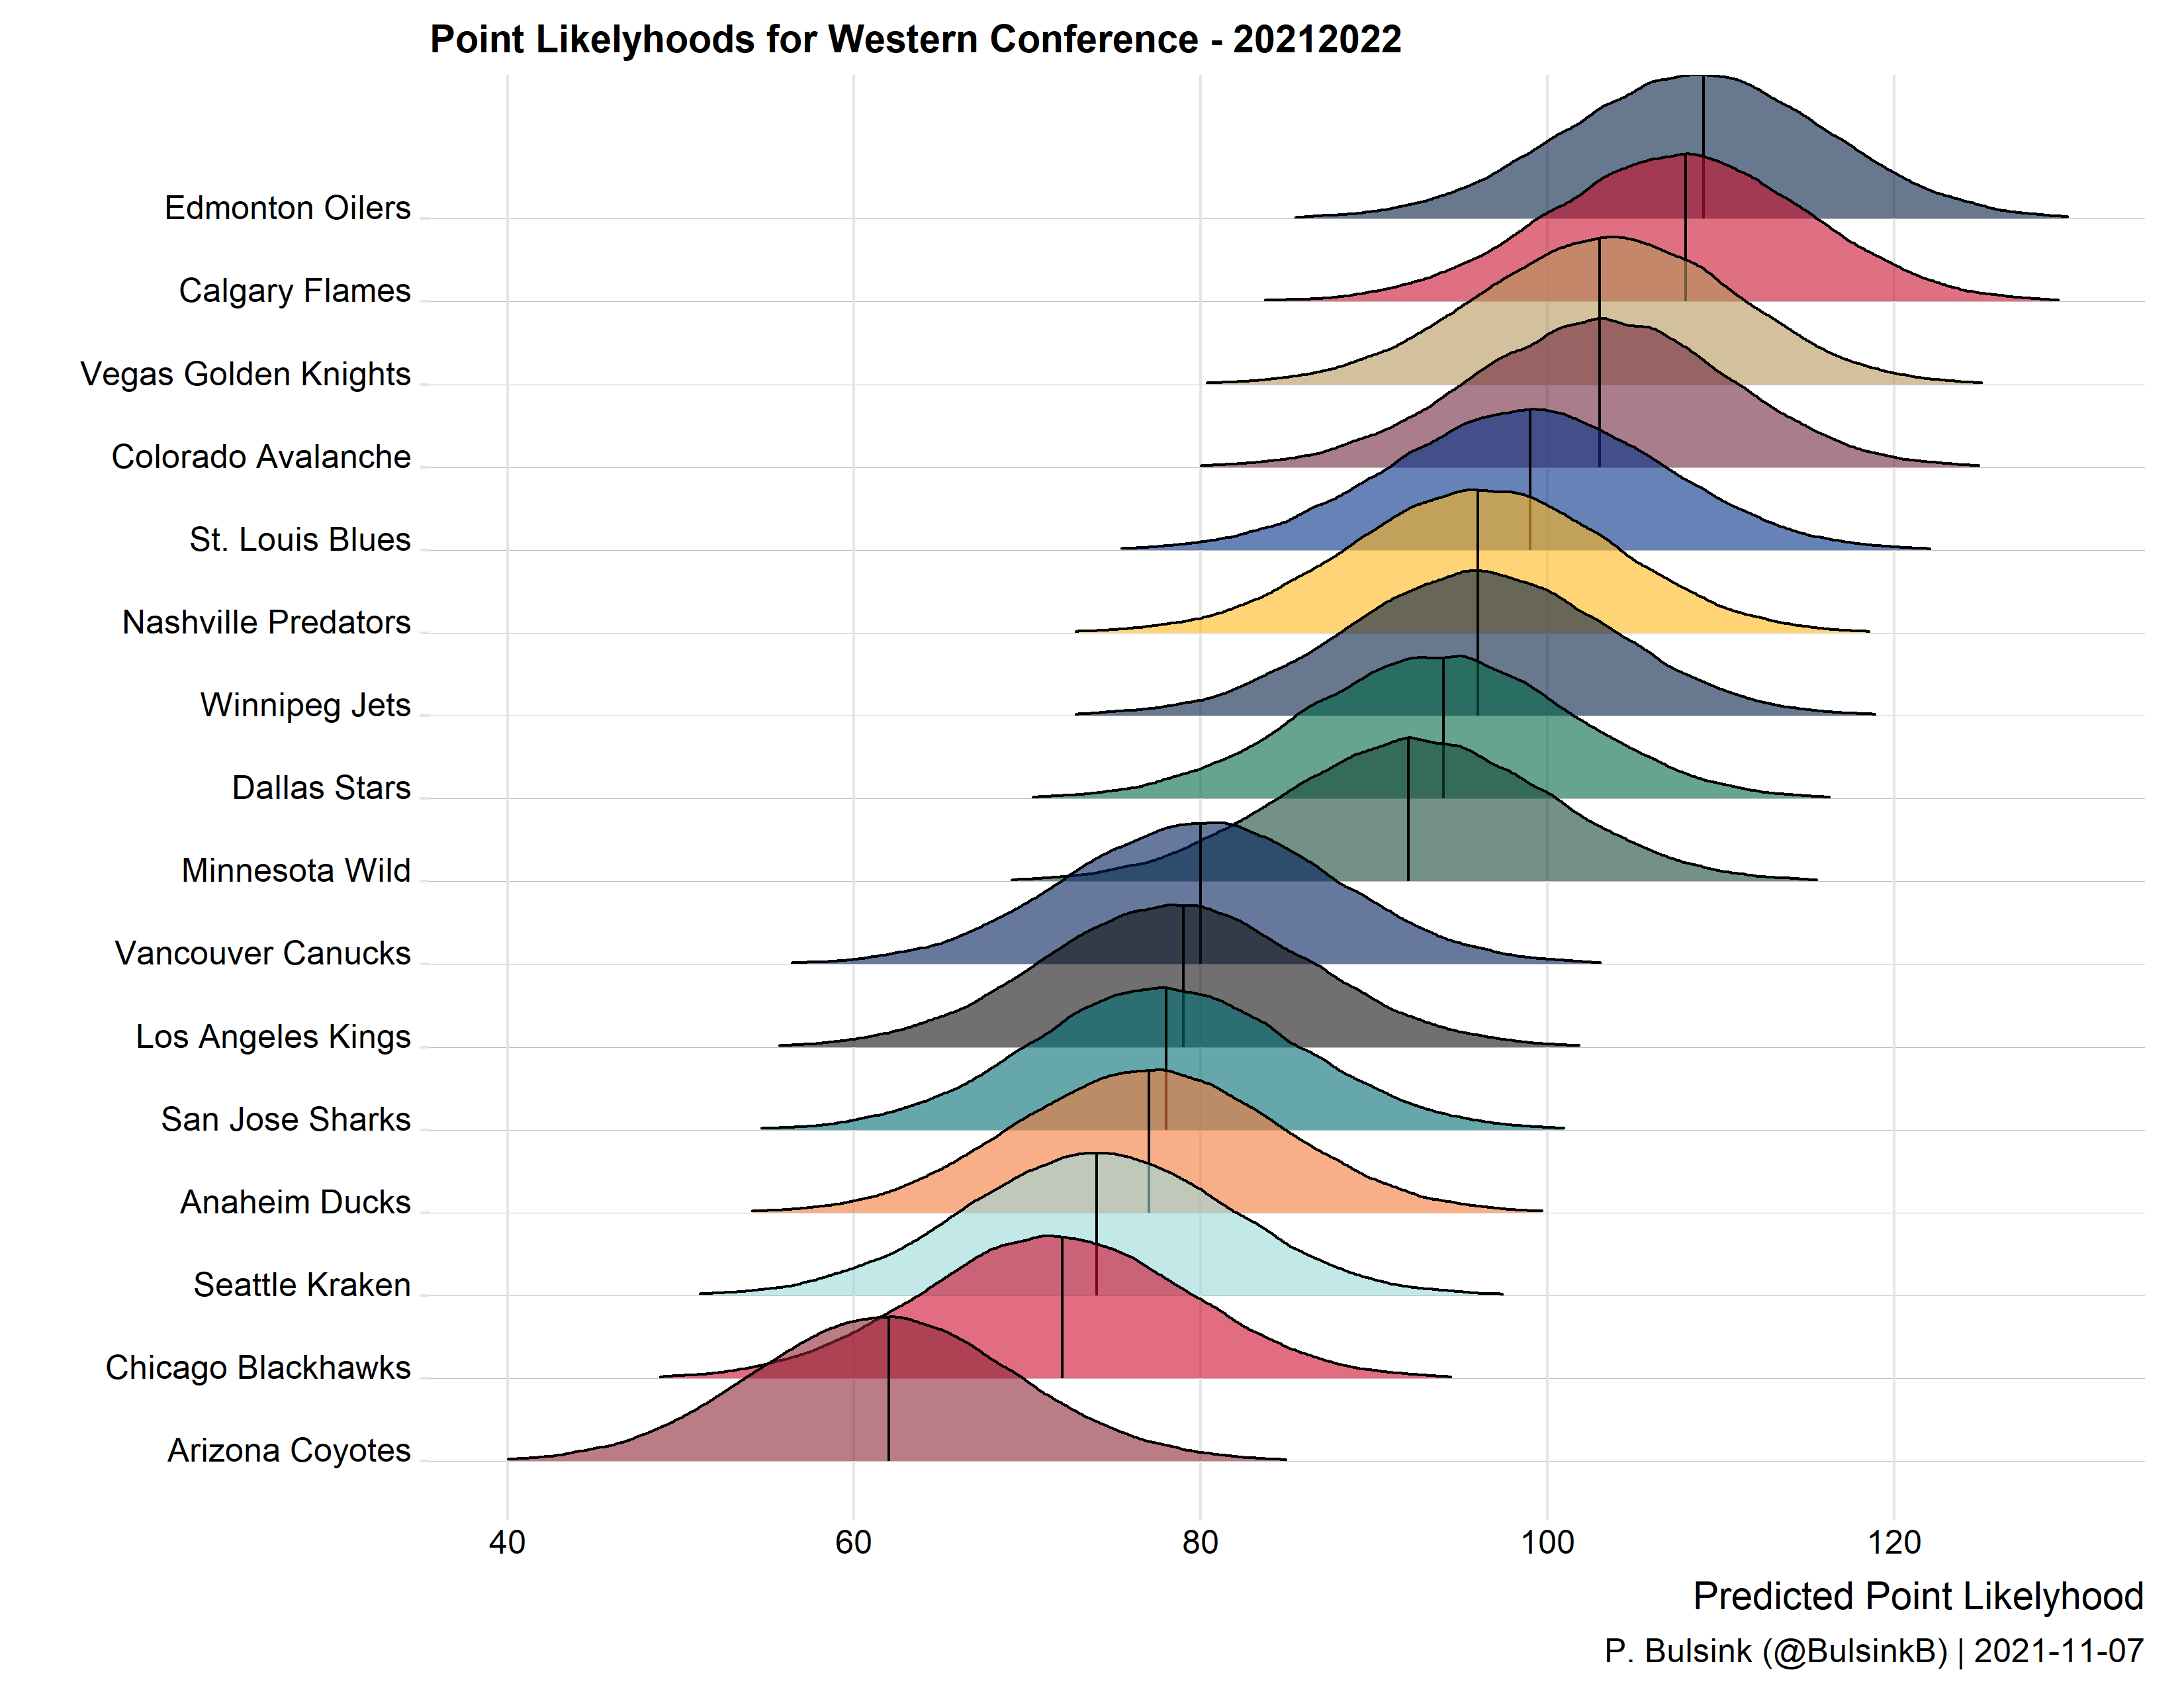 Point Likelyhoods for Western Conference - 20212022
Edmonton Oilers
Calgary Flames
Vegas Golden Knights
Colorado Avalanche
St. Louis Blues
Nashville Predators
Winnipeg Jets
Dallas Stars
Minnesota Wild
Vancouver Canucks
Los Angeles Kings
San Jose Sharks
Anaheim Ducks
Seattle Kraken
Chicago Blackhawks
Arizona Coyotes
40 60 80 100 120
Predicted Point Likelyhood
P. Bulsink (@BulsinkB) | 2021-11-07